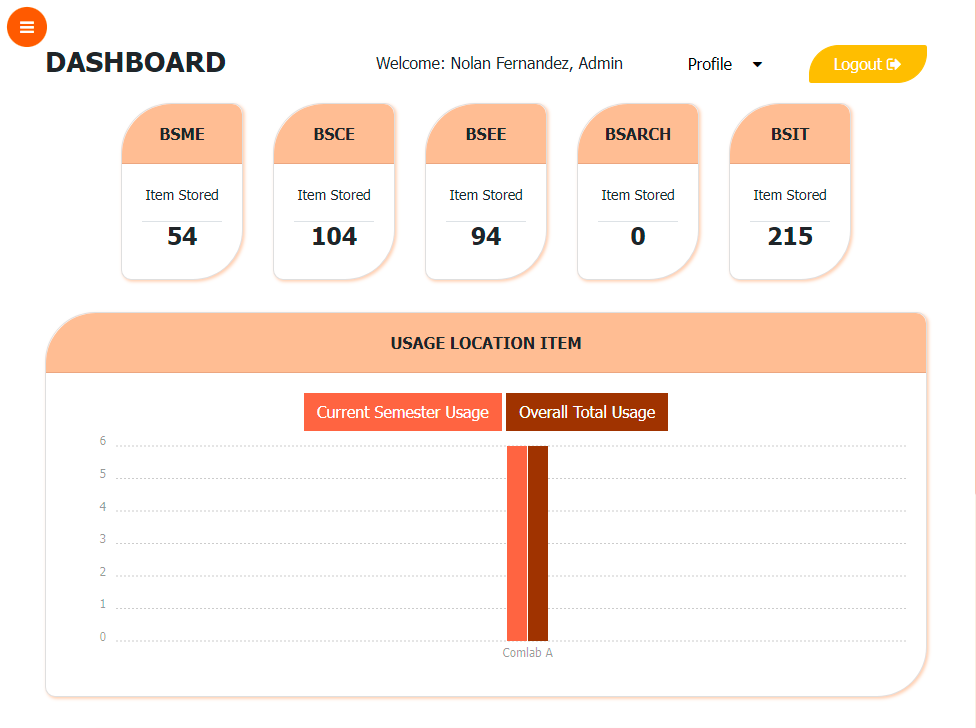 DASHBOARD
Welcome: Nolan Fernandez, Admin
Profile
Logout
BSME
Item Stored
54
BSCE
Item Stored
104
BSEE
Item Stored
94
BSARCH
Item Stored
0
BSIT
Item Stored
215
USAGE LOCATION ITEM
Current Semester Usage
Overall Total Usage
6
5
4
3
2
1
0
Comlab A